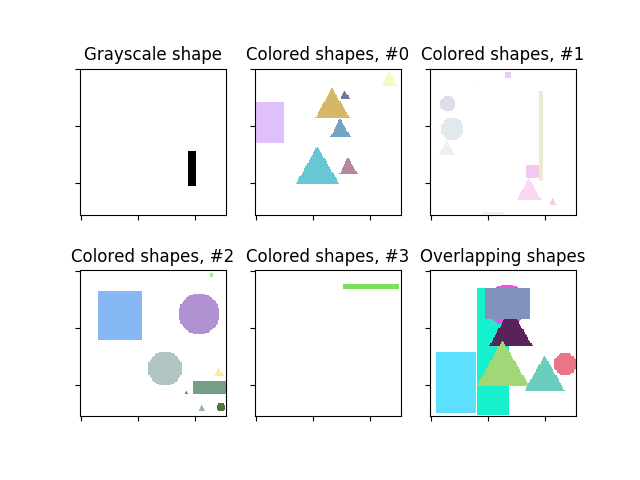 Grayscale shape
Colored shapes, #0
Colored shapes, #1
Colored shapes, #2
Colored shapes, #3
Overlapping shapes